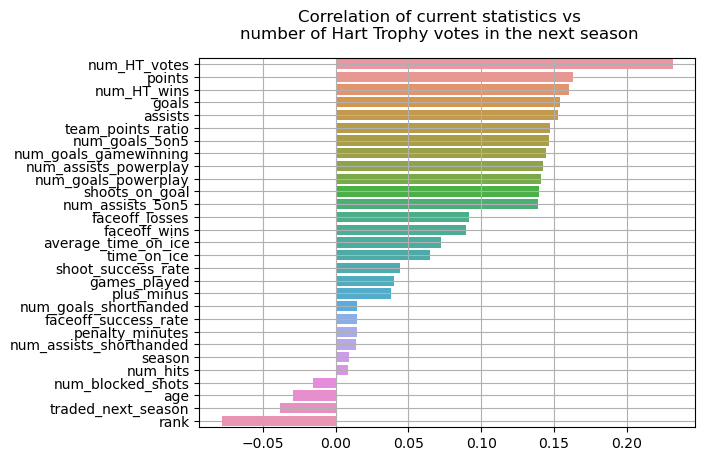 Correlation of current statistics vs
number of Hart Trophy votes in the next season
num_HT_votes
points
num_HT_wins
goals
assists
team_points_ratio
num_goals_5on5
num_goals_gamewinning
num_assists_powerplay
num_goals_powerplay
shoots_on_goal
num_assists_5on5
faceoff_losses
faceoff_wins
average_time_on_ice
time_on_ice
shoot_success_rate
games_played
plus_minus
num_goals_shorthanded
faceoff_success_rate
penalty_minutes
num_assists_shorthanded
season
num_hits
num_blocked_shots
age
traded_next_season
rank
−0.05 0.00 0.05 0.10 0.15 0.20